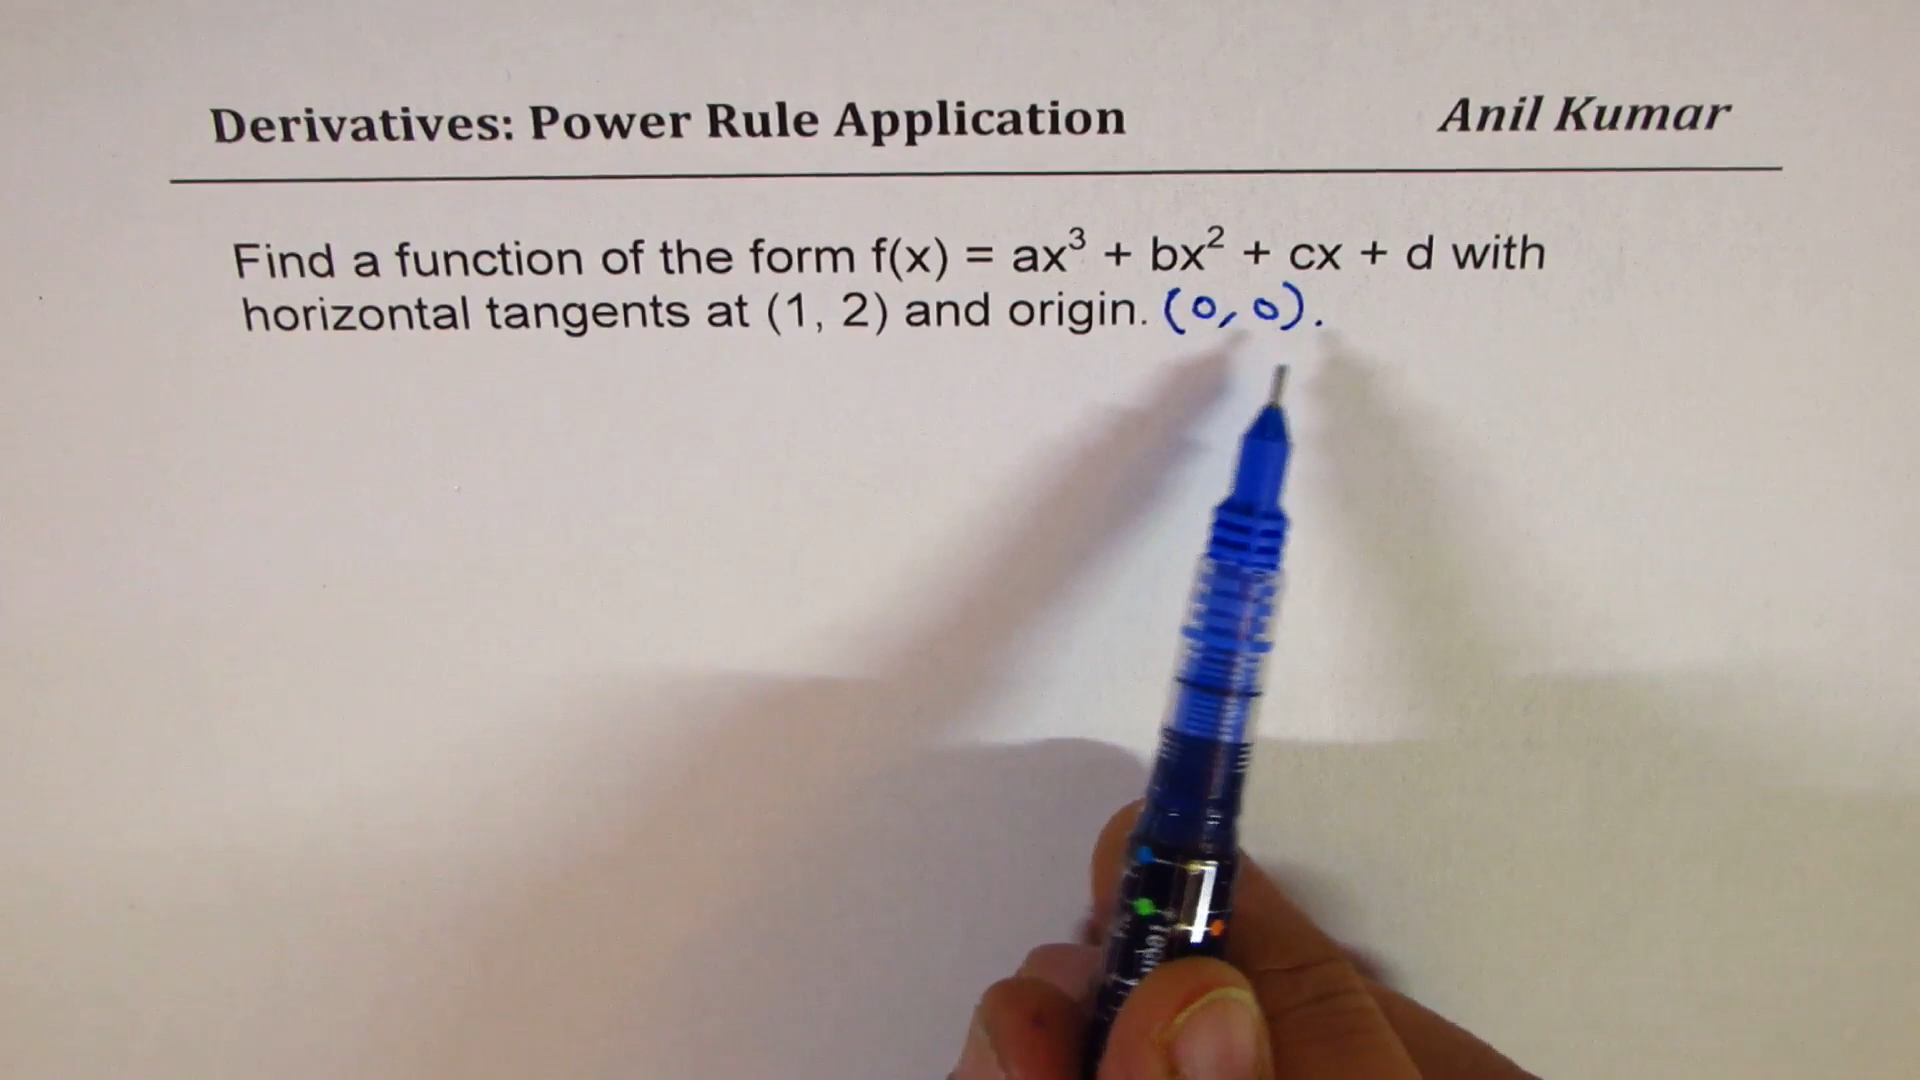 Derivatives: Power Rule Application Anil Kumar
Find a function of the form f(x) = ax³ + bx² + cx + d with
horizontal tangents at (1, 2) and origin. (0, 0).